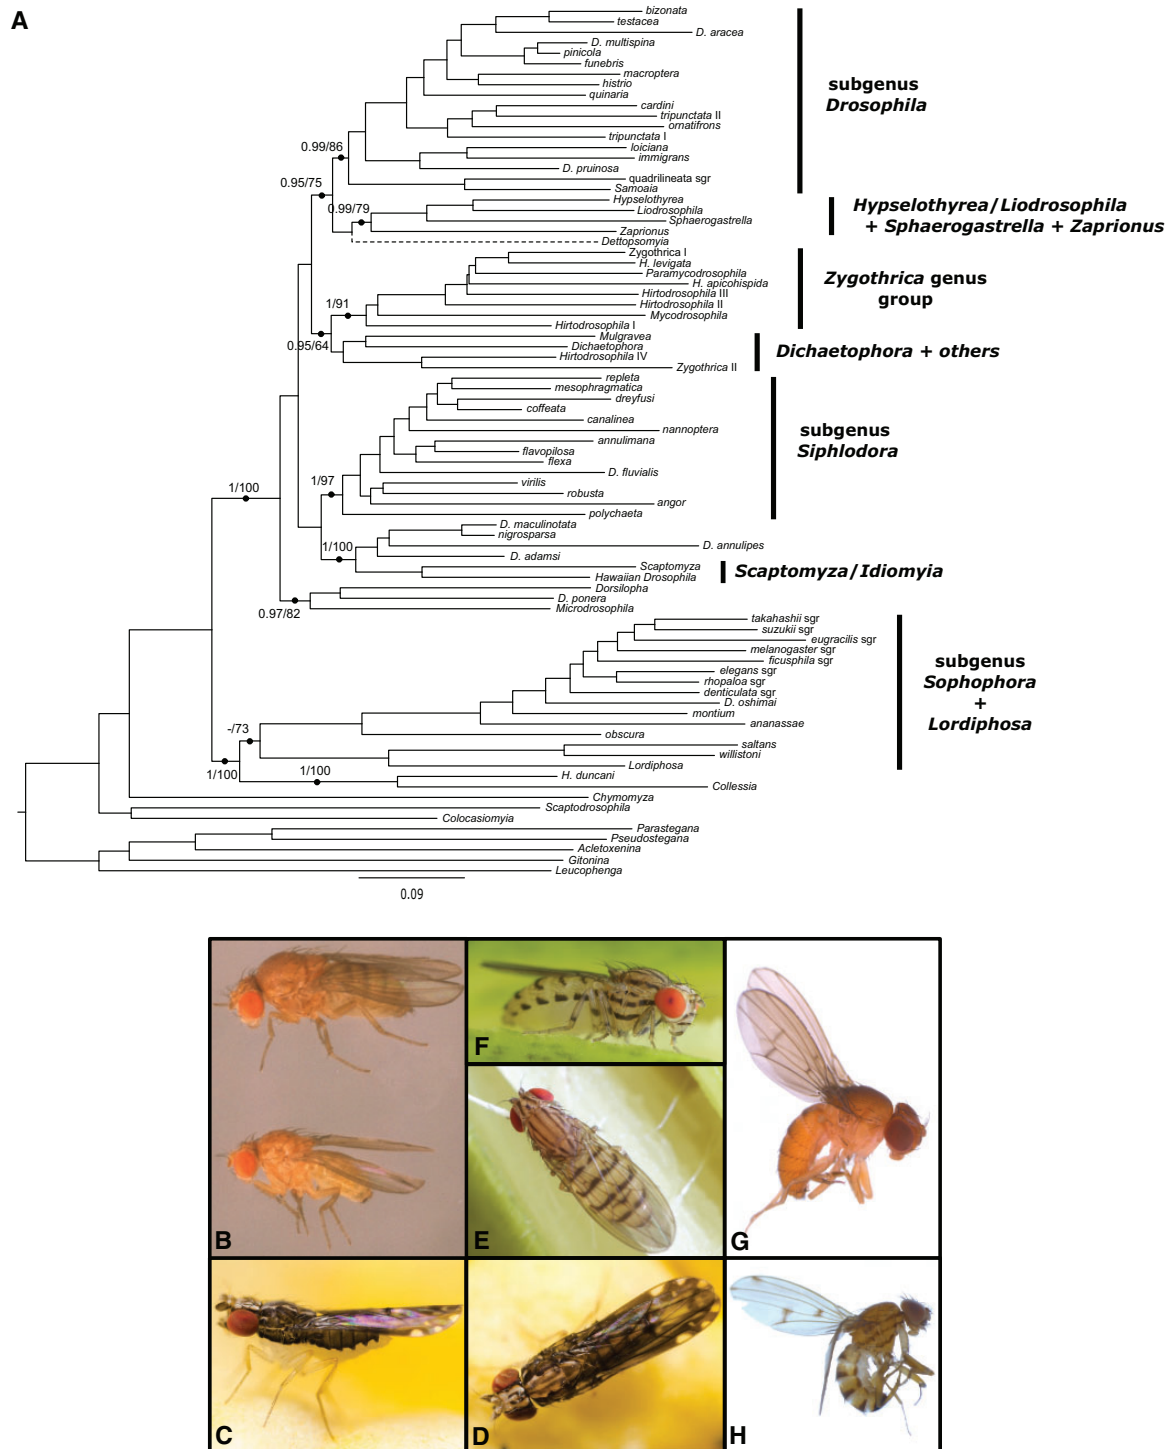 A
bizonata
testacea
D. aracea
D. multispina
pinicola
funebris
macroptera
histrio
quinaria
cardini
tripunctata II
ornatifrons
tripunctata I
loiciana
immigrans
D. pruinosa
quadrilineata sgr
Samoaia
Hypselothyrea
Liodrosophila
Sphaerogastrella
Zaprionus
Dettopsomyia
Zygothrica I
H. levigata
Paramycodrosophila
H. apicohispida
Hirtodrosophila III
Hirtodrosophila II
Mycodrosophila
Hirtodrosophila I
Mulgravea
Dichaetophora
Hirtodrosophila IV
Zygothrica II
repleta
mesophragmatica
dreyfusi
coffeata
canalinea
nannoptera
annulimana
flavopilosa
flexa
D. fluvialis
virilis
robusta
angor
polychaeta
D. maculinotata
nigrosparsa
D. annulipes
D. adamsi
Scaptomyza
Hawaiian Drosophila
Dorsilopha
D. ponera
Microdrosophila
takahashii sgr
suzukii sgr
eugracilis sgr
melanogaster sgr
ficusphila sgr
elegans sgr
rhopaloa sgr
denticulata sgr
D. oshimai
montium
ananassae
obscura
saltans
willistoni
Lordiphosa
H. duncani
Collessia
Chymomyza
Scaptodrosophila
Colocasiomyia
Parastegana
Pseudostegana
Acletoxenina
Gitonina
Leucophenga
0.99/86
0.95/75
0.99/79
1/91
0.95/64
1/100
1/97
1/100
0.97/82
-/73
1/100
1/100
0.09
subgenus
Drosophila
Hypselothyrea/Liodrosophila
+ Sphaerogastrella + Zaprionus
Zygothrica genus
group
Dichaetophora + others
subgenus
Siphlodora
Scaptomyza/Idiomyia
subgenus
Sophophora
+
Lordiphosa
B
F
E
G
C
D
H